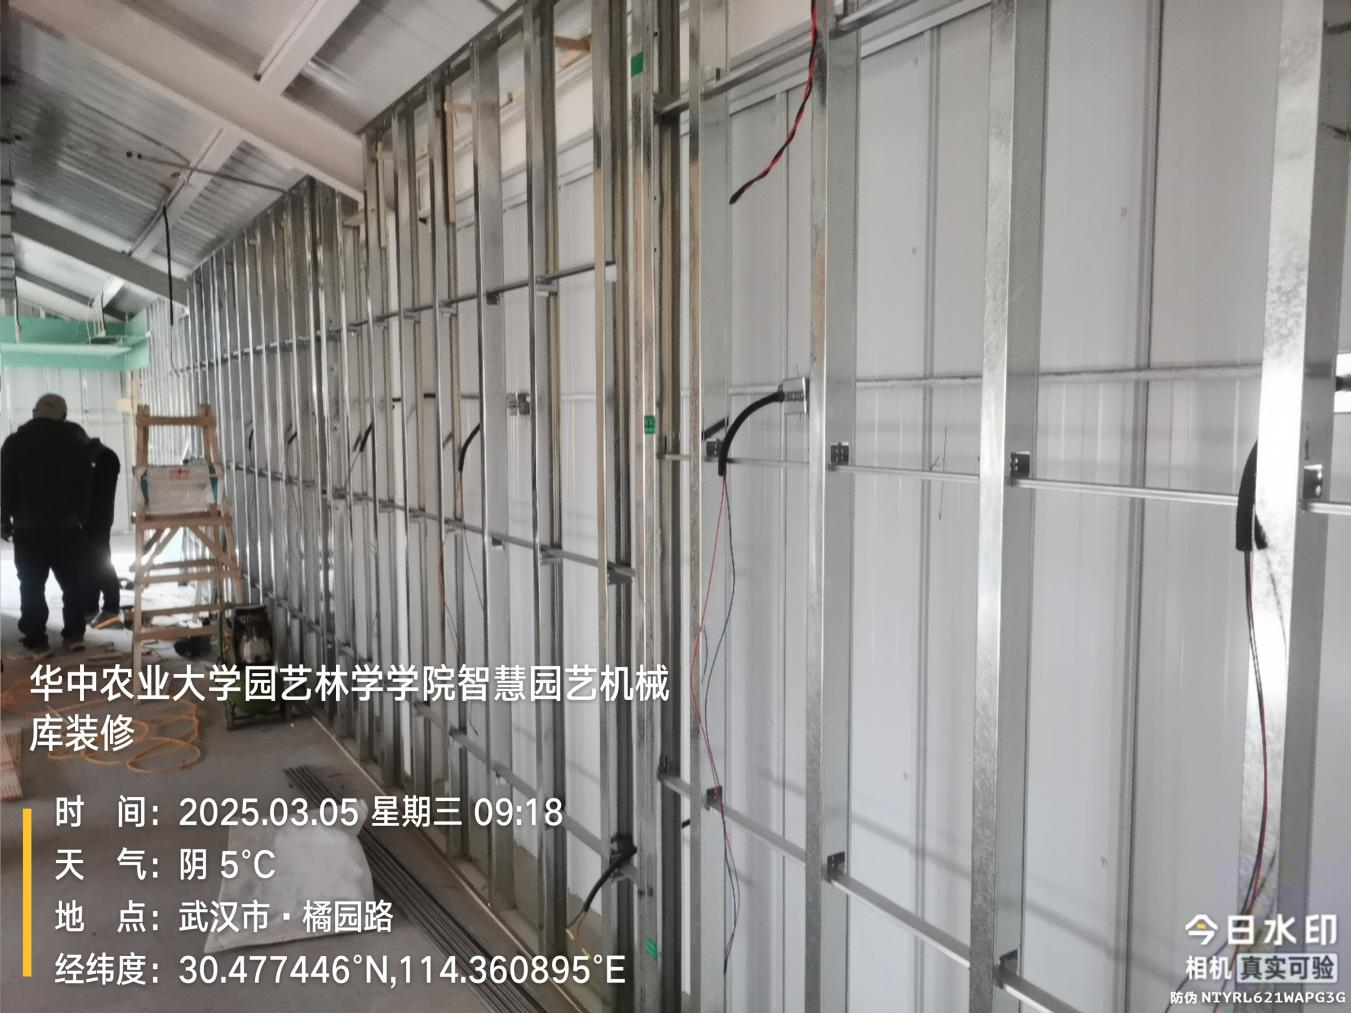 华中农业大学园艺林学学院智慧园艺机械
库装修
时 间：2025.03.05 星期三 09:18
天 气：阴 5°C
地 点：武汉市·橘园路
经纬度：30.477446°N,114.360895°E
今日水印
相机 真实可验
防伪 NTYRL621WAPG3G